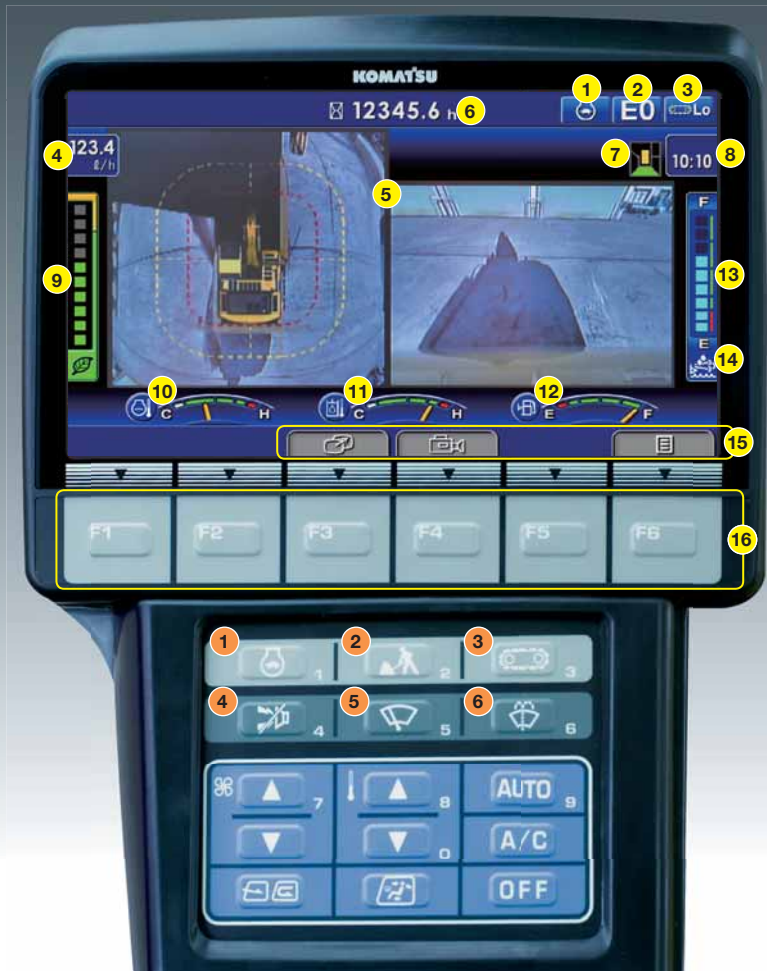 KOMATSU
1 2 3
12345.6 h 6
E0 Lo
4 123.4
ℓ/h
5
7 10:10 8
F
9
13
E
14
10 11 12
C H C H E F
15
F1 F2 F3 F4 F5 F6
16
1 2 3
1 2 3
4 5 6
4 5 6
7 8 AUTO 9
0 A/C
OFF